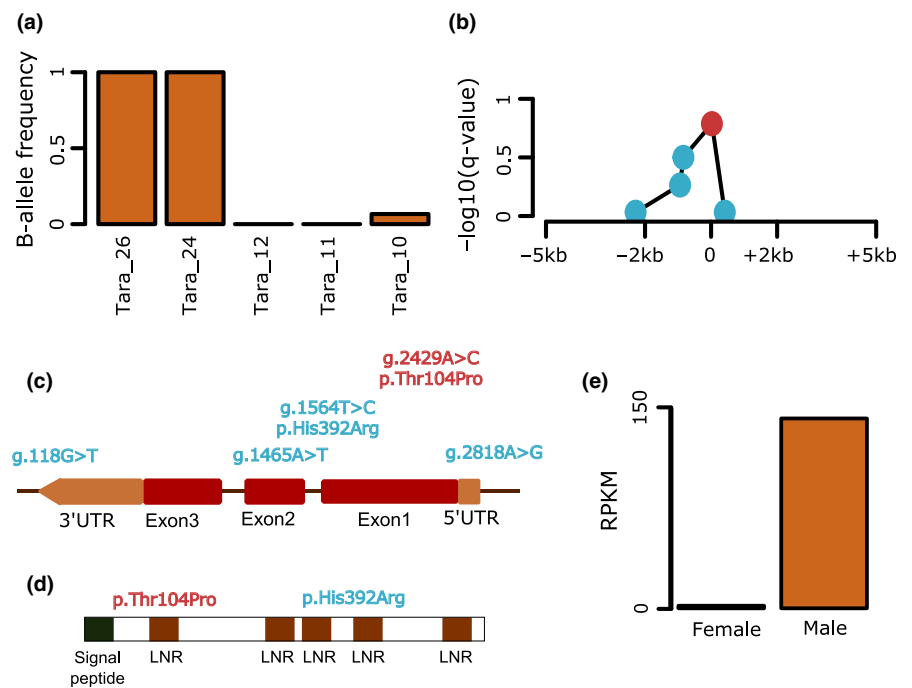 (a)
B-allele frequency
1
0.5
0
Tara_26
Tara_24
Tara_12
Tara_11
Tara_10
(b)
−log10(q-value)
1
0.5
0
−5kb
−2kb
0
+2kb
+5kb
(c)
g.2429A>C
p.Thr104Pro
g.1564T>C
p.His392Arg
g.118G>T
g.1465A>T
g.2818A>G
3'UTR
Exon3
Exon2
Exon1
5'UTR
(d)
p.Thr104Pro
p.His392Arg
Signal
peptide
LNR
LNR
LNR
LNR
LNR
(e)
RPKM
150
0
Female
Male